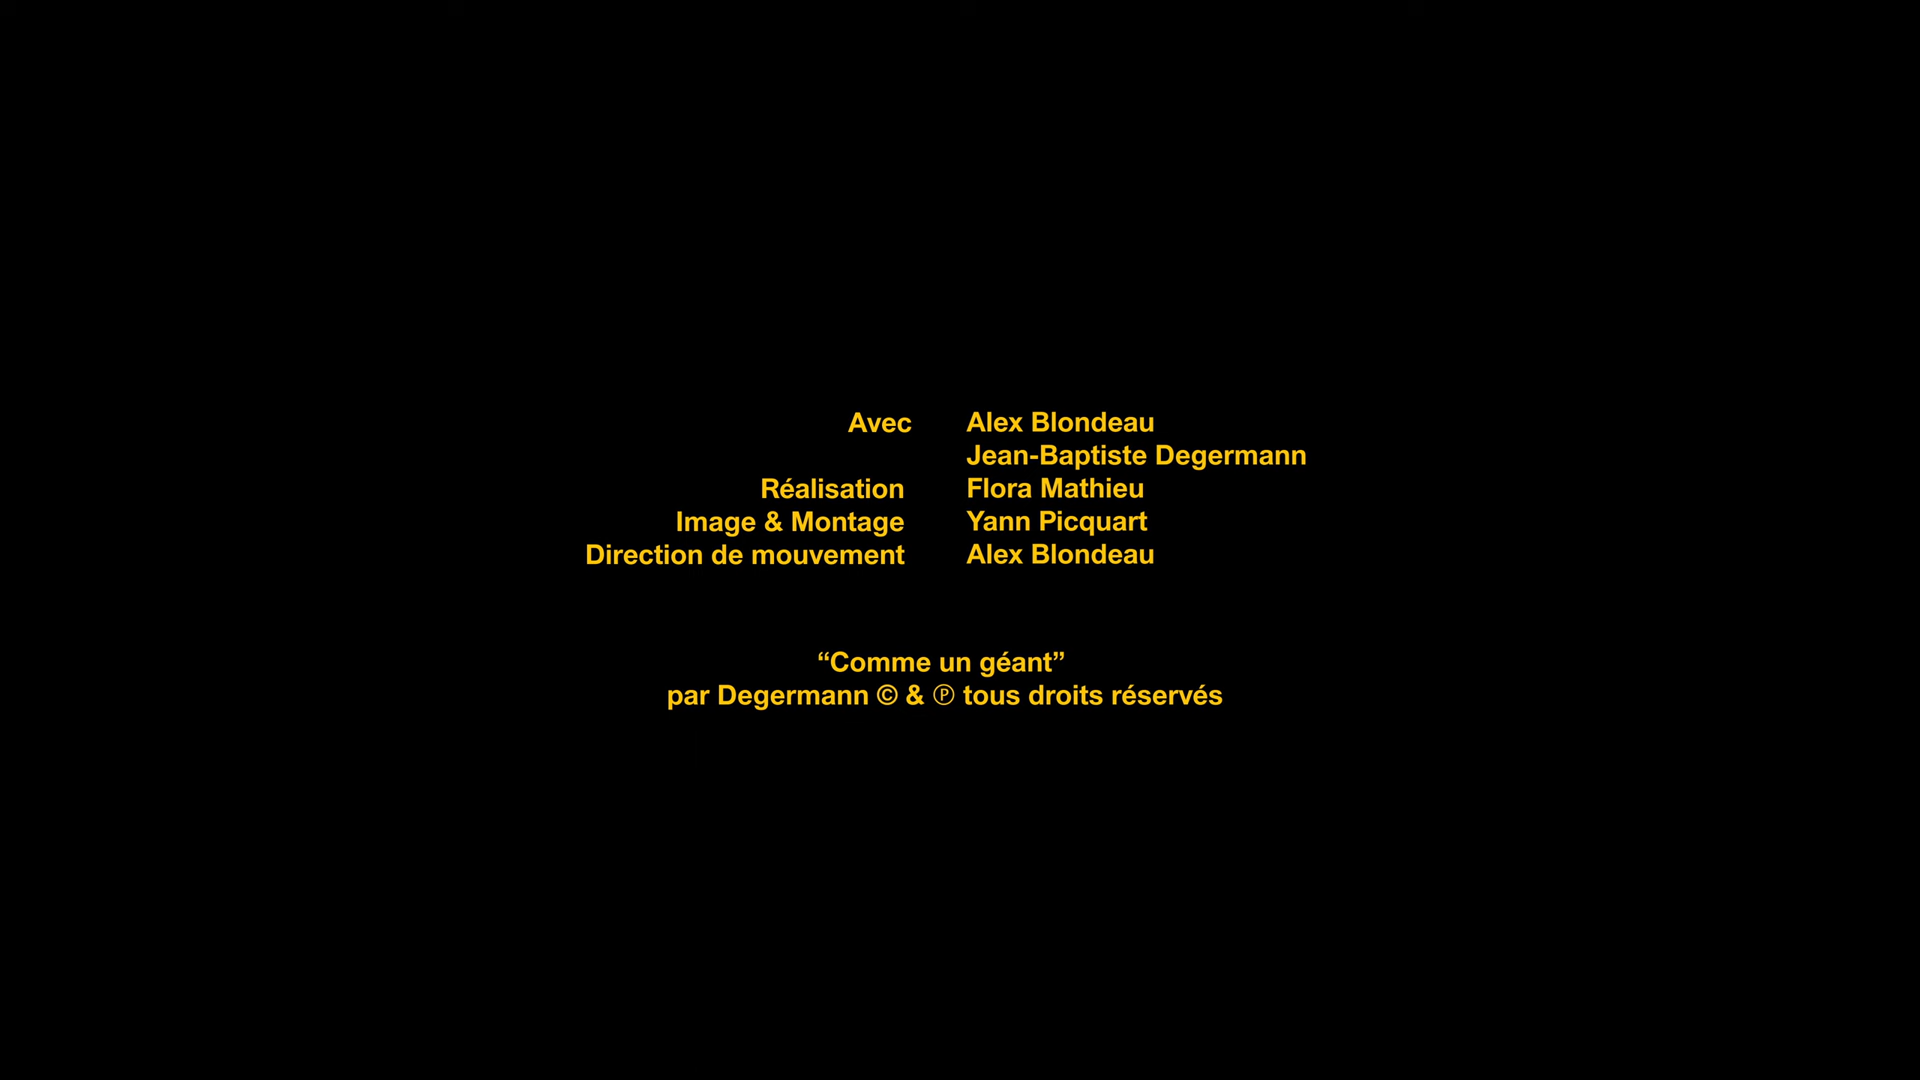 Avec Alex Blondeau
Jean-Baptiste Degermann
Réalisation Flora Mathieu
Image & Montage Yann Picquart
Direction de mouvement Alex Blondeau
“Comme un géant”
par Degermann © & ℗ tous droits réservés